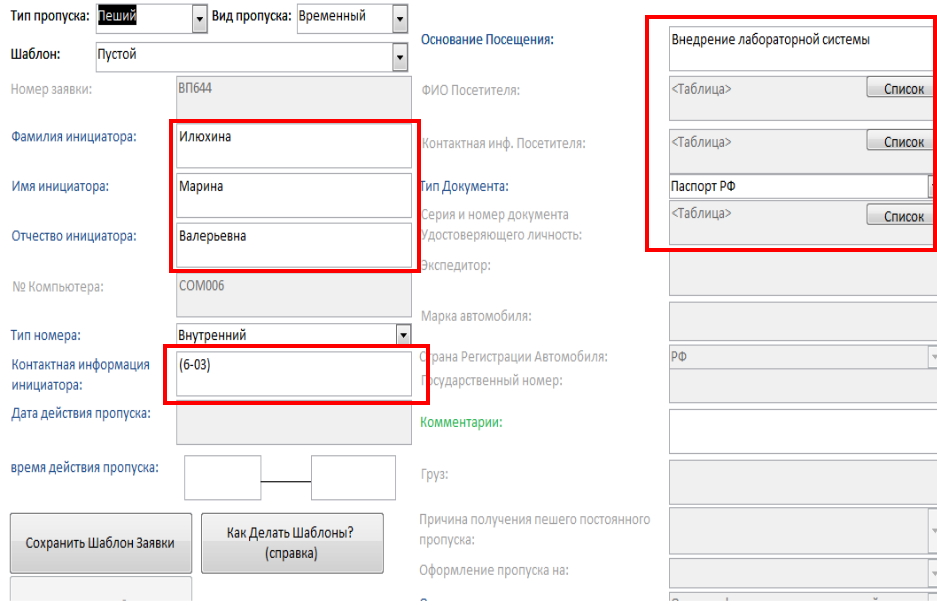 Тип пропуска: Пеший Вид пропуска: Временный
Шаблон: Пустой
Номер заявки: ВП644
Фамилия инициатора: Илюхина
Имя инициатора: Марина
Отчество инициатора: Валерьевна
№ Компьютера: COM006
Тип номера: Внутренний
Контактная информация
инициатора: (6-03)
Дата действия пропуска:
время действия пропуска:
Сохранить Шаблон Заявки
Как Делать Шаблоны?
(справка)
Основание Посещения: Внедрение лабораторной системы
ФИО Посетителя: <Таблица> Список
Контактная инф. Посетителя: <Таблица> Список
Тип Документа: Паспорт РФ
Серия и номер документа
Удостоверяющего личность: <Таблица> Список
Экспедитор:
Марка автомобиля:
Страна Регистрации Автомобиля: РФ
Государственный номер:
Комментарии:
Груз:
Причина получения пешего постоянного
пропуска:
Оформление пропуска на: